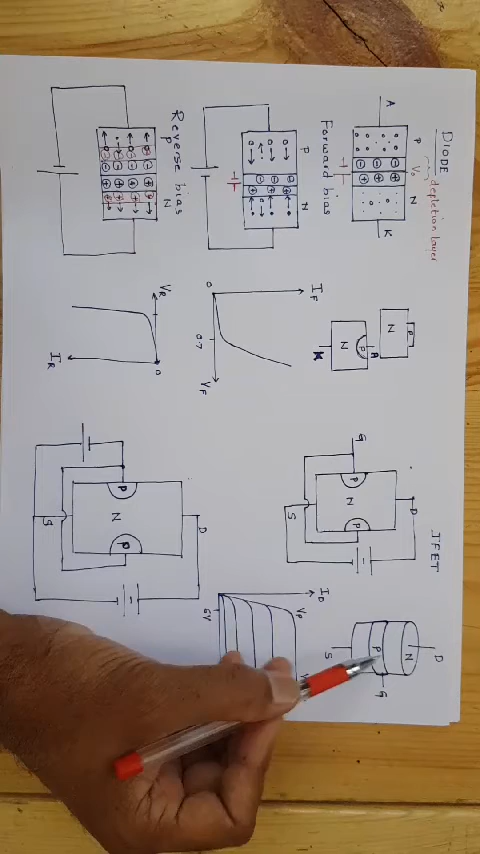 DIODE
depletion layer
V₀
P N
A K
- +
Forward bias
P N
- +
Reverse bias
P N
P
N
P A
N
K
I_F
0 0.7 V_F
V_R 0
I_R
JFET
G D
P N P
S
D
N
P G
S
I_D
V_P
D
P N P
S